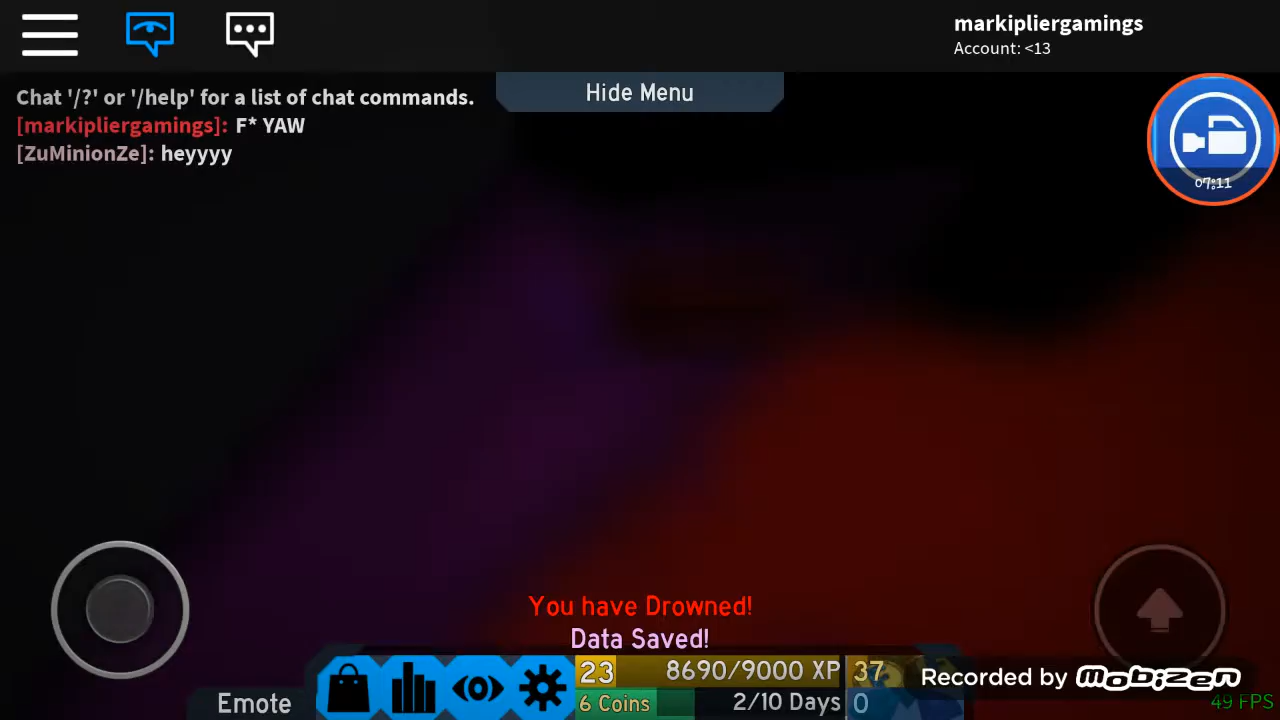 markipliergamings
Account: <13
Hide Menu
Chat '/?' or '/help' for a list of chat commands.
[markipliergamings]: F* YAW
[ZuMinionZe]: heyyyy
07:11
You have Drowned!
Data Saved!
23 8690/9000 XP 37
6 Coins 2/10 Days 0
Emote
Recorded by mobizen
49 FPS